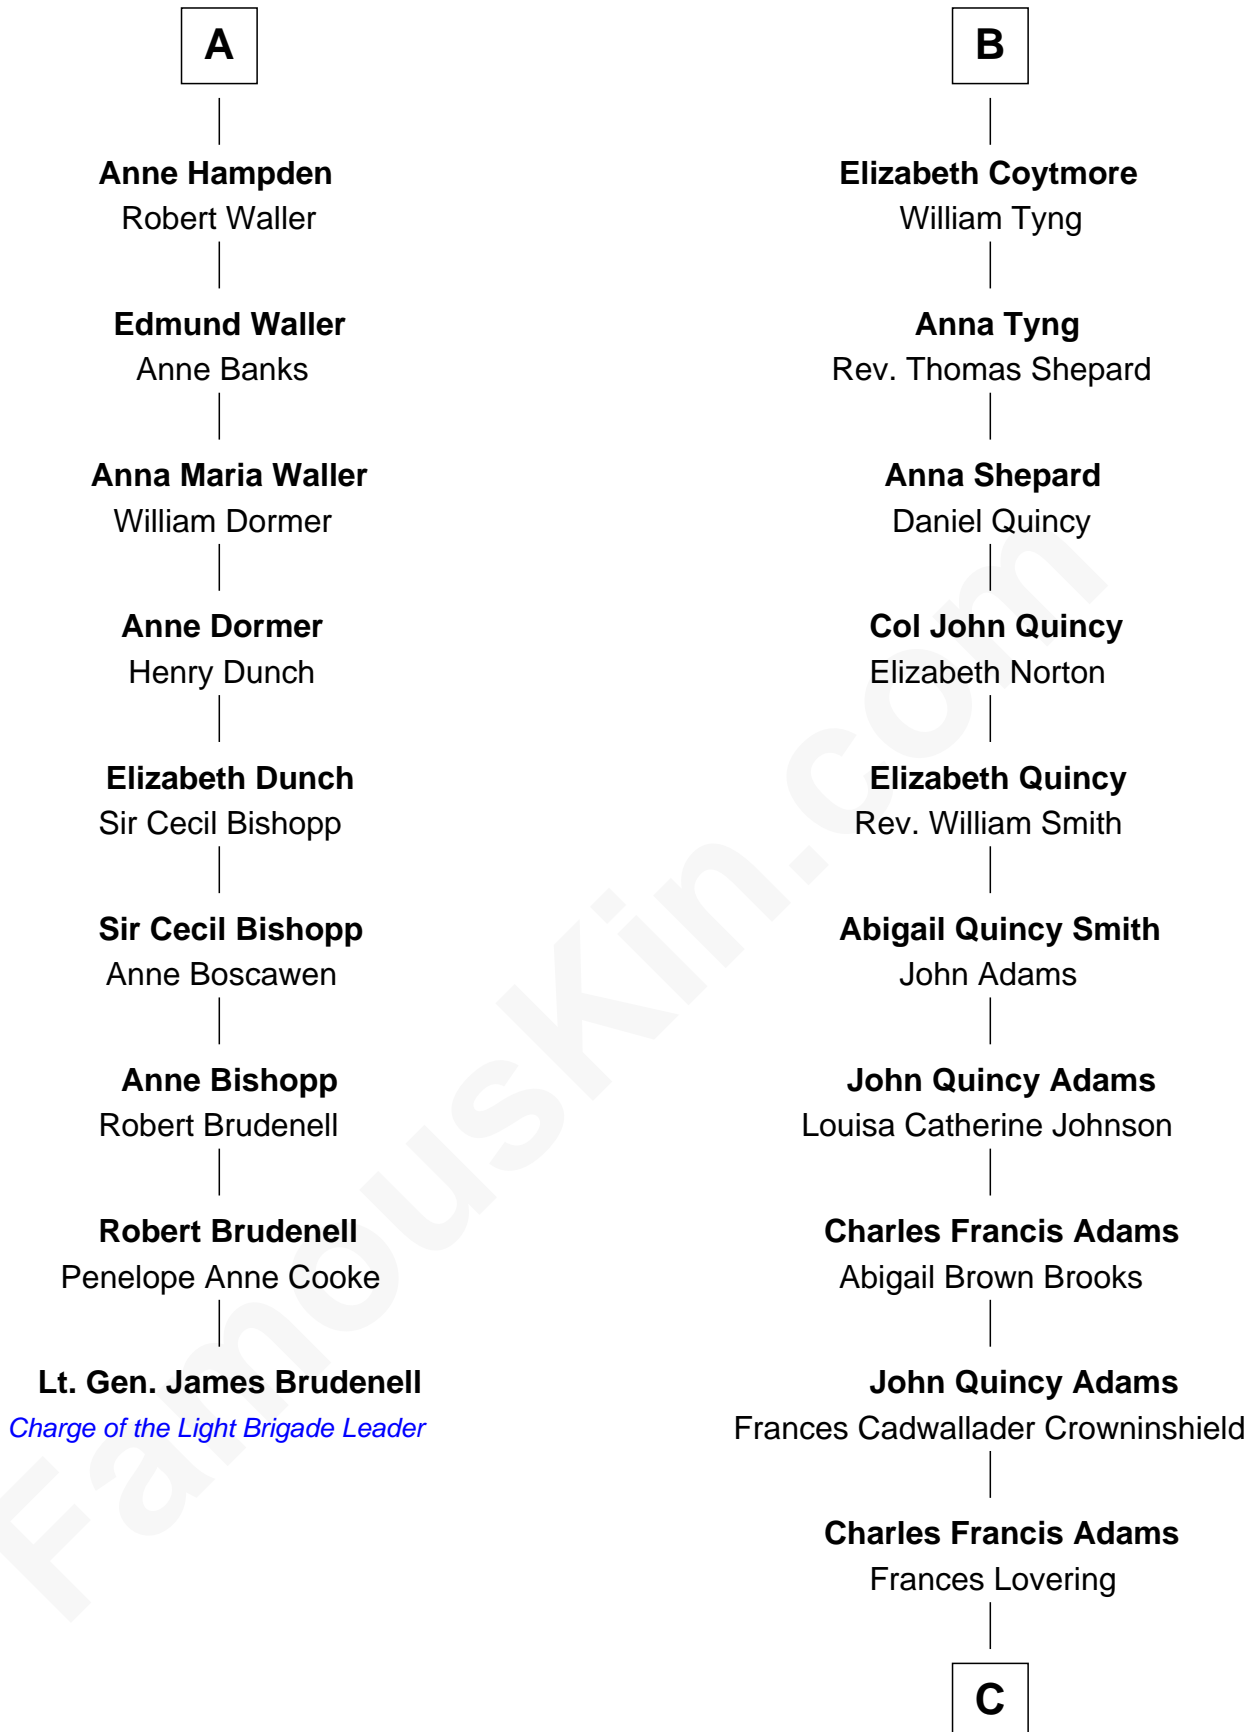 A
Anne Hampden
Robert Waller
Edmund Waller
Anne Banks
Anna Maria Waller
William Dormer
Anne Dormer
Henry Dunch
Elizabeth Dunch
Sir Cecil Bishopp
Sir Cecil Bishopp
Anne Boscawen
Anne Bishopp
Robert Brudenell
Robert Brudenell
Penelope Anne Cooke
Lt. Gen. James Brudenell
Charge of the Light Brigade Leader
B
Elizabeth Coytmore
William Tyng
Anna Tyng
Rev. Thomas Shepard
Anna Shepard
Daniel Quincy
Col John Quincy
Elizabeth Norton
Elizabeth Quincy
Rev. William Smith
Abigail Quincy Smith
John Adams
John Quincy Adams
Louisa Catherine Johnson
Charles Francis Adams
Abigail Brown Brooks
John Quincy Adams
Frances Cadwallader Crowninshield
Charles Francis Adams
Frances Lovering
C
FamousKin.com